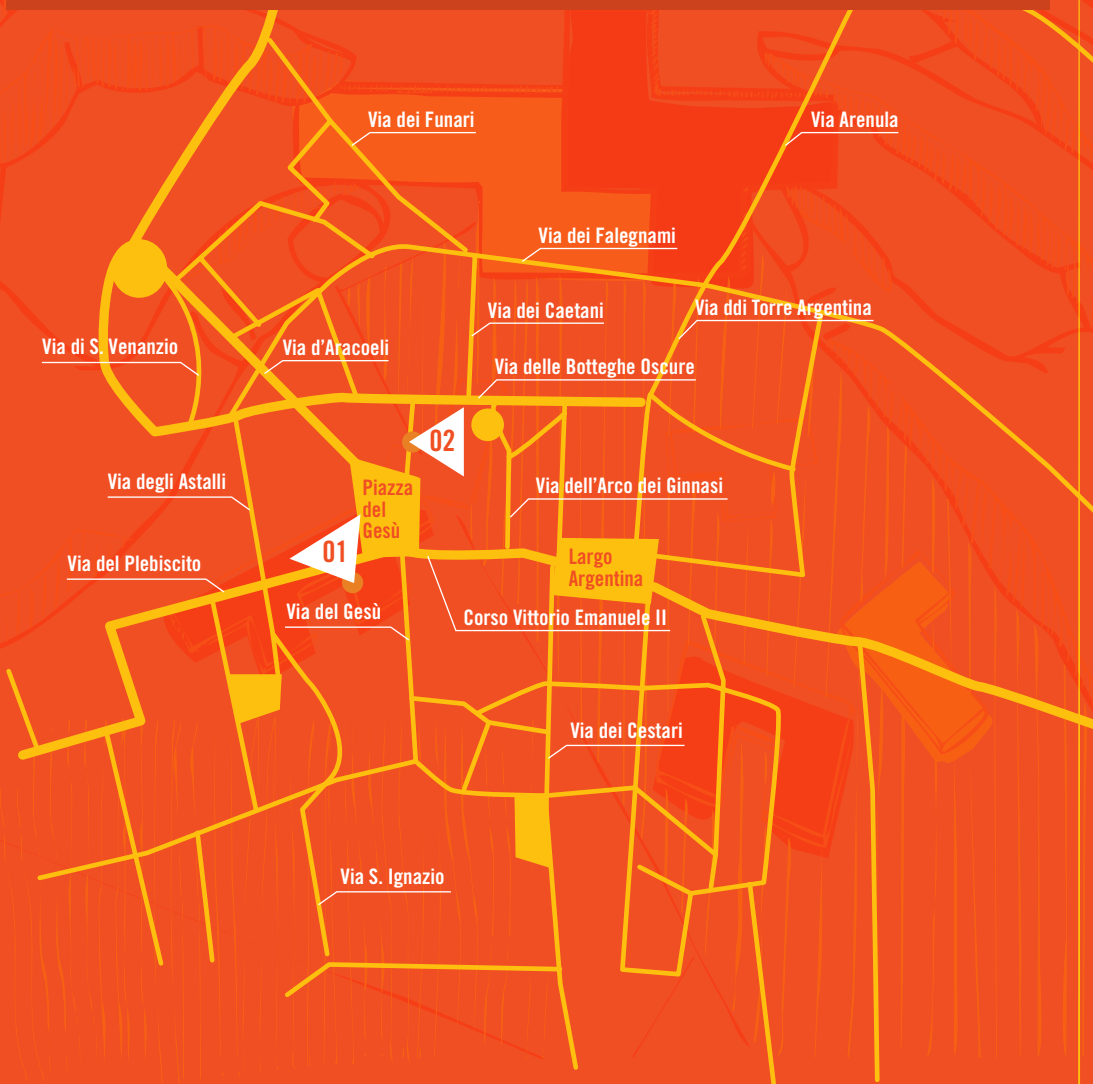 Via dei Funari
Via Arenula
Via dei Falegnami
Via dei Caetani
Via ddi Torre Argentina
Via di S. Venanzio
Via d'Aracoeli
Via delle Botteghe Oscure
02
Via degli Astalli
Piazza
del
Gesù
Via dell'Arco dei Ginnasi
01
Largo
Argentina
Via del Plebiscito
Via del Gesù
Corso Vittorio Emanuele II
Via dei Cestari
Via S. Ignazio